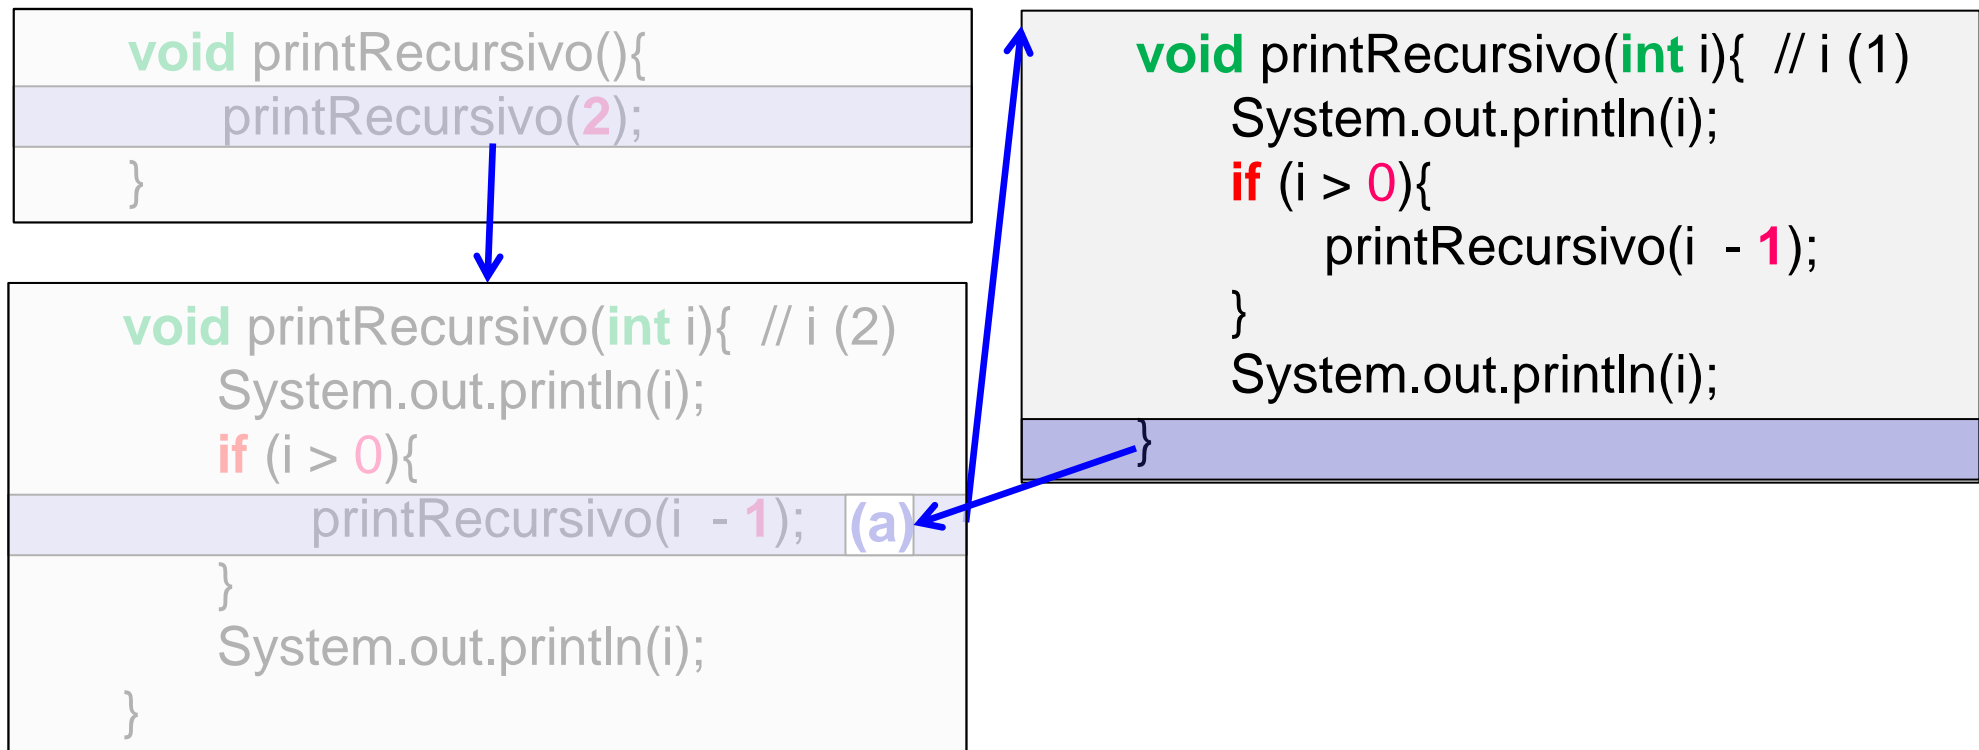 void printRecursivo(){
printRecursivo(2);
}
void printRecursivo(int i){ // i (2)
System.out.println(i);
if (i > 0){
printRecursivo(i - 1); (a)
}
System.out.println(i);
}
void printRecursivo(int i){ // i (1)
System.out.println(i);
if (i > 0){
printRecursivo(i - 1);
}
System.out.println(i);
}